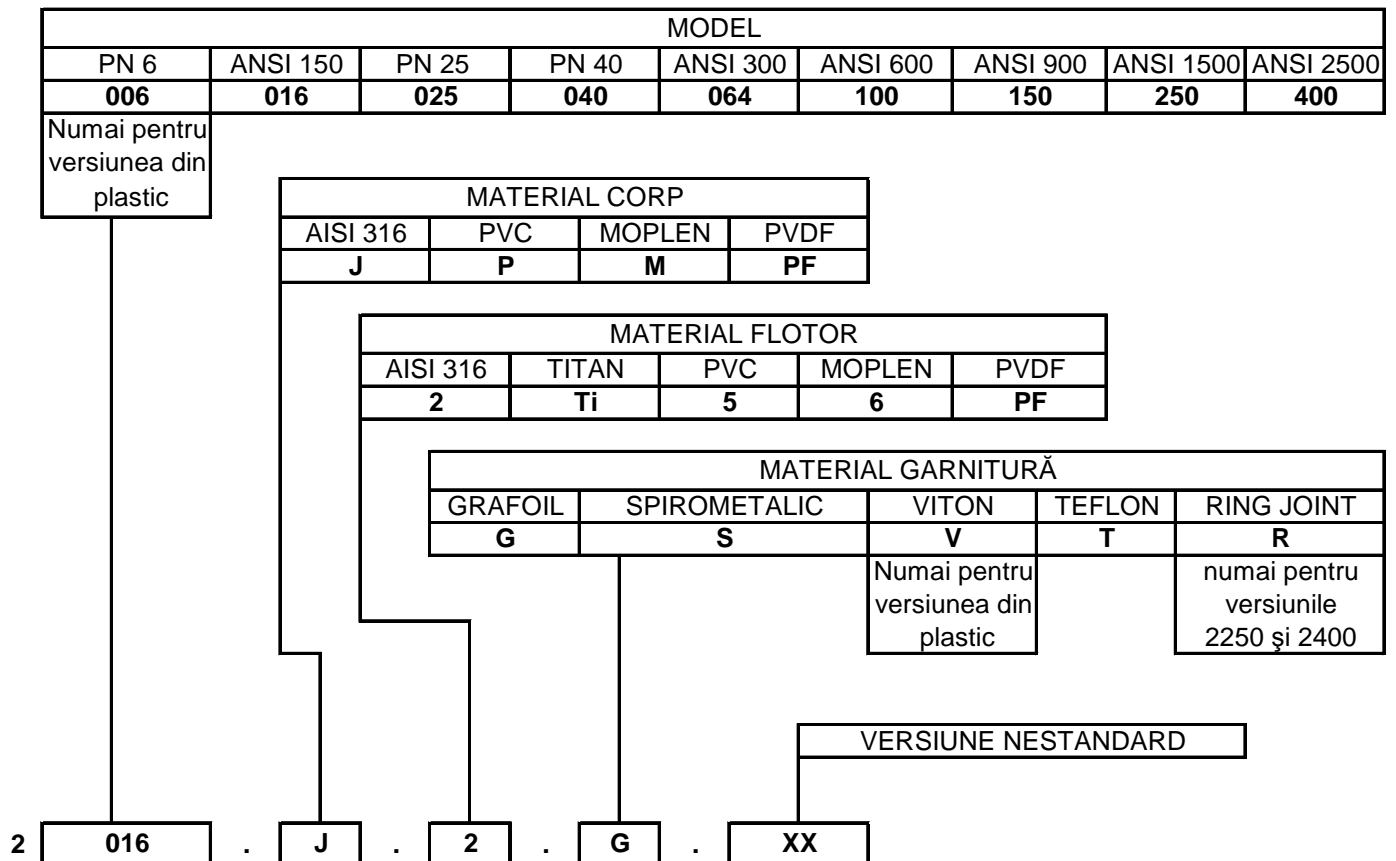 MODEL
PN 6 ANSI 150 PN 25 PN 40 ANSI 300 ANSI 600 ANSI 900 ANSI 1500 ANSI 2500
006 016 025 040 064 100 150 250 400
Numai pentru
versiunea din
plastic
MATERIAL CORP
AISI 316 PVC MOPLEN PVDF
J P M PF
MATERIAL FLOTOR
AISI 316 TITAN PVC MOPLEN PVDF
2 Ti 5 6 PF
MATERIAL GARNITURĂ
GRAFOIL SPIROMETALIC VITON TEFLON RING JOINT
G S V T R
Numai pentru
versiunea din
plastic
numai pentru
versiunile
2250 şi 2400
VERSIUNE NESTANDARD
2 016 . J . 2 . G . XX